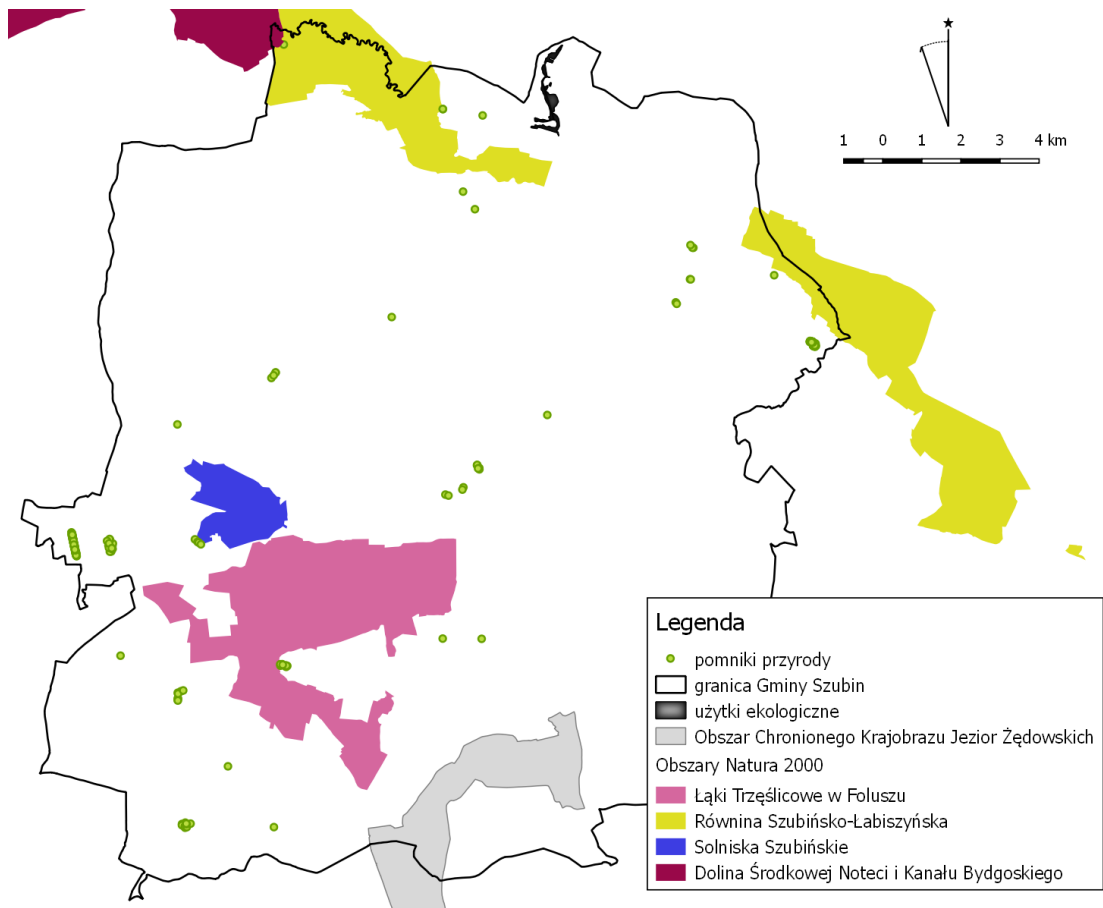 1 0 1 2 3 4 km
Legenda
pomniki przyrody
granica Gminy Szubin
użytki ekologiczne
Obszar Chronionego Krajobrazu Jezior Żędowskich
Obszary Natura 2000
Łąki Trzęślicowe w Foluszu
Równina Szubińsko-Łabiszyńska
Solniska Szubińskie
Dolina Środkowej Noteci i Kanału Bydgoskiego